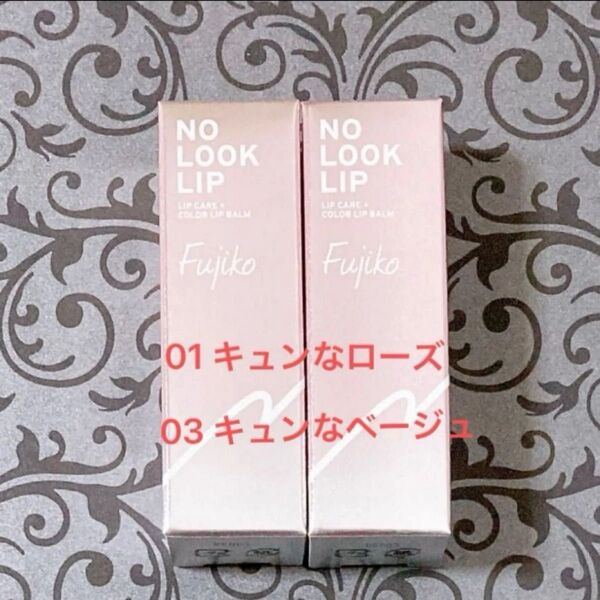 NO
LOOK
LIP
LIP CARE +
COLOR LIP BALM
Fujiko
NO
LOOK
LIP
LIP CARE +
COLOR LIP BALM
Fujiko
01 キュンなローズ
03 キュンなベージュ